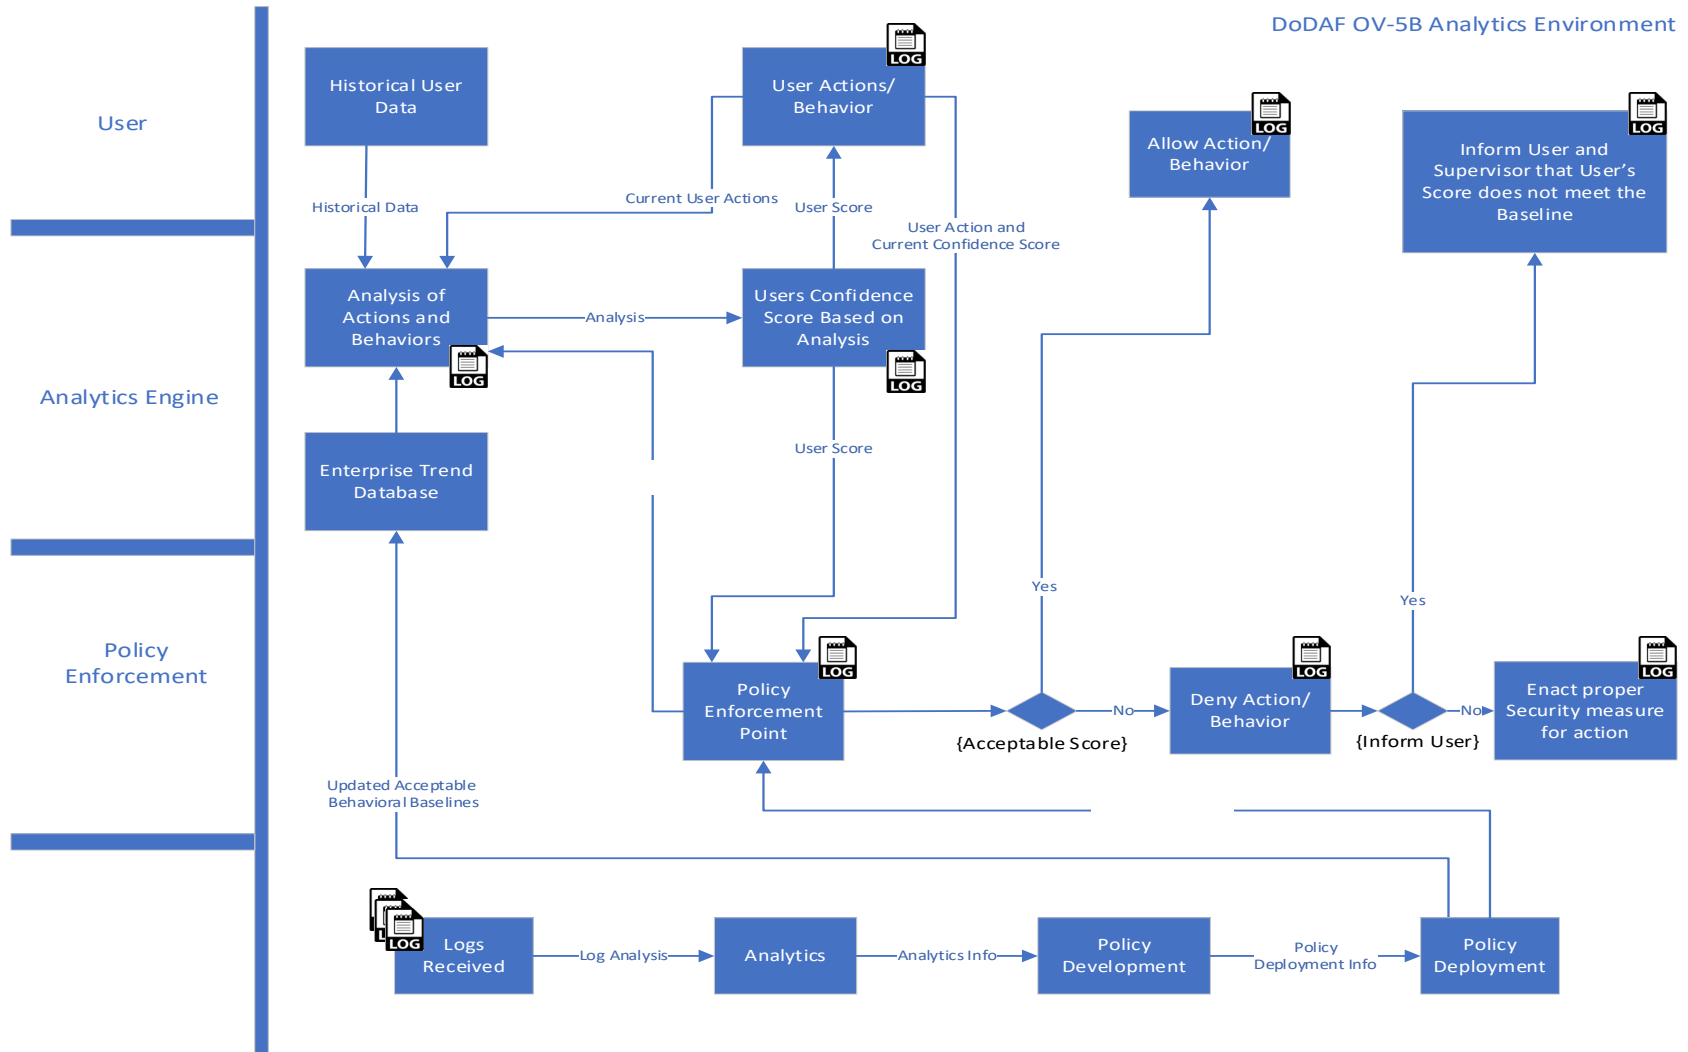 DoDAF OV-5B Analytics Environment
User
Historical User
Data
LOG
User Actions/
Behavior
LOG
Allow Action/
Behavior
LOG
Inform User and
Supervisor that User's
Score does not meet the
Baseline
Historical Data
Current User Actions
User Score
User Action and
Current Confidence Score
Analytics Engine
Analysis of
Actions and
Behaviors
LOG
Analysis
Users Confidence
Score Based on
Analysis
LOG
Enterprise Trend
Database
User Score
Yes
Yes
Policy
Enforcement
LOG
Policy
Enforcement
Point
{Acceptable Score}
No
LOG
Deny Action/
Behavior
{Inform User}
No
LOG
Enact proper
Security measure
for action
Updated Acceptable
Behavioral Baselines
LOG
Logs
Received
Log Analysis
Analytics
Analytics Info
Policy
Development
Policy
Deployment Info
Policy
Deployment